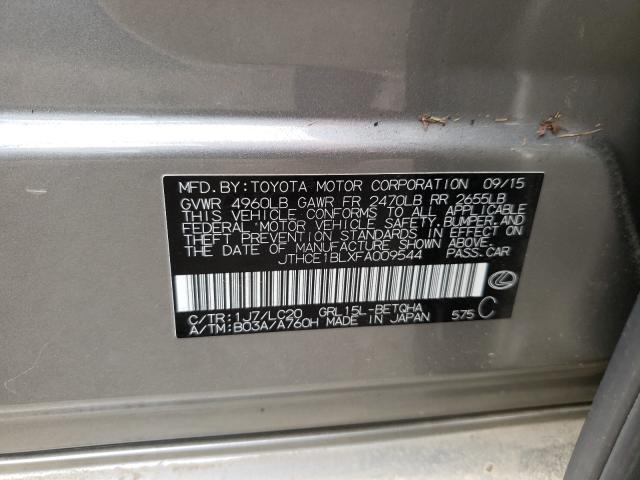 MFD. BY: TOYOTA MOTOR CORPORATION 09/15
GVWR 4960LB GAWR FR 2470LB RR 2655LB
THIS VEHICLE CONFORMS TO ALL APPLICABLE
FEDERAL MOTOR VEHICLE SAFETY, BUMPER AND
THEFT PREVENTION STANDARDS IN EFFECT ON
THE DATE OF MANUFACTURE SHOWN ABOVE.
JTHCE1BLXFA009544 PASS.CAR
C/TR:1J7/LC20 GRL15L-BETQHA
A/TM:B03A/A760H MADE IN JAPAN 575 C